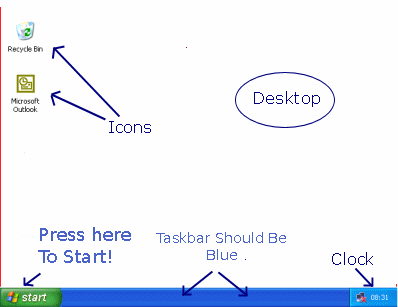 Recycle Bin
Microsoft
Outlook
Icons
Desktop
Press here
To Start!
Taskbar Should Be
Blue .
Clock
start
08:31